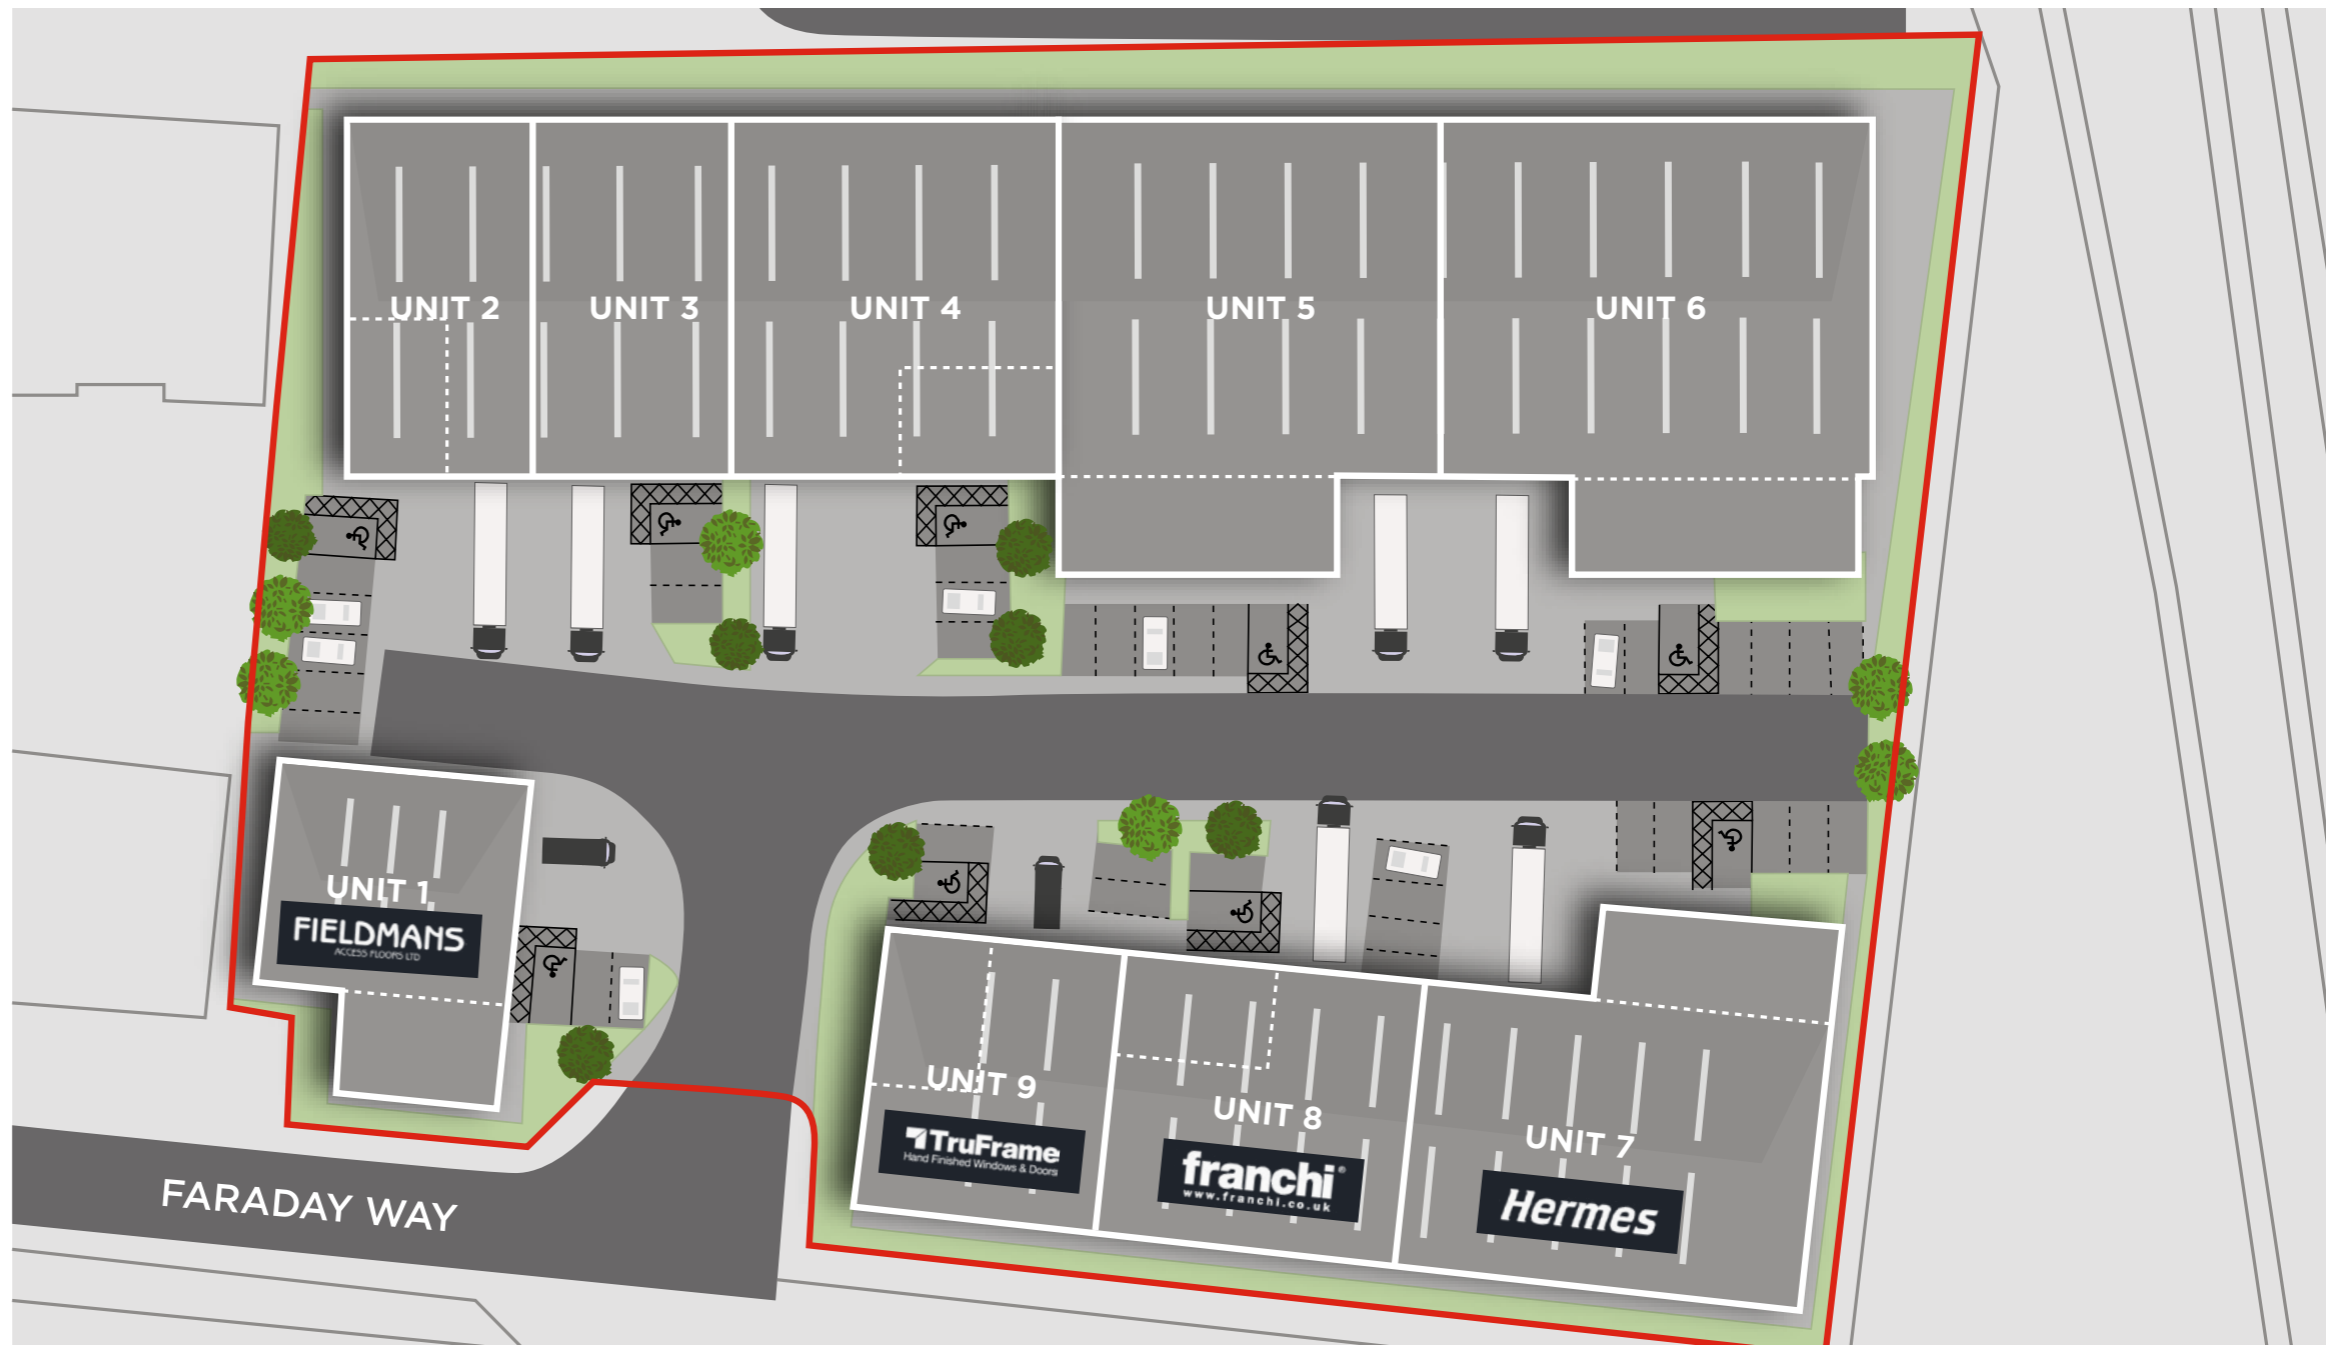 UNIT 2
UNIT 3
UNIT 4
UNIT 5
UNIT 6
UNIT 1
FIELDMANS
ACCESS FLOORS LTD
UNIT 9
TruFrame
Hand Finished Windows & Doors
UNIT 8
franchi®
www.franchi.co.uk
UNIT 7
Hermes
FARADAY WAY